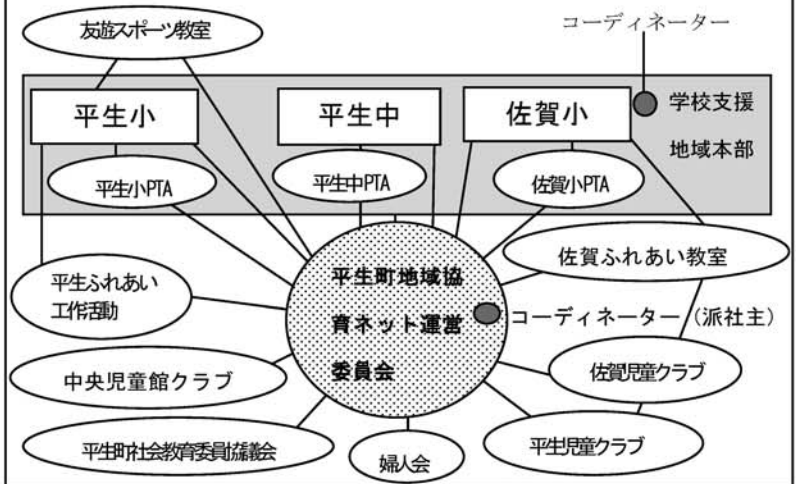 友遊スポーツ教室
コーディネーター
平生小
平生中
佐賀小
学校支援
地域本部
平生小PTA
平生中PTA
佐賀小PTA
佐賀ふれあい教室
平生ふれあい
工作活動
平生町地域協
育ネット運営
委員会
コーディネーター（派社主）
中央児童館クラブ
佐賀児童クラブ
平生町社会教育委員協議会
婦人会
平生児童クラブ